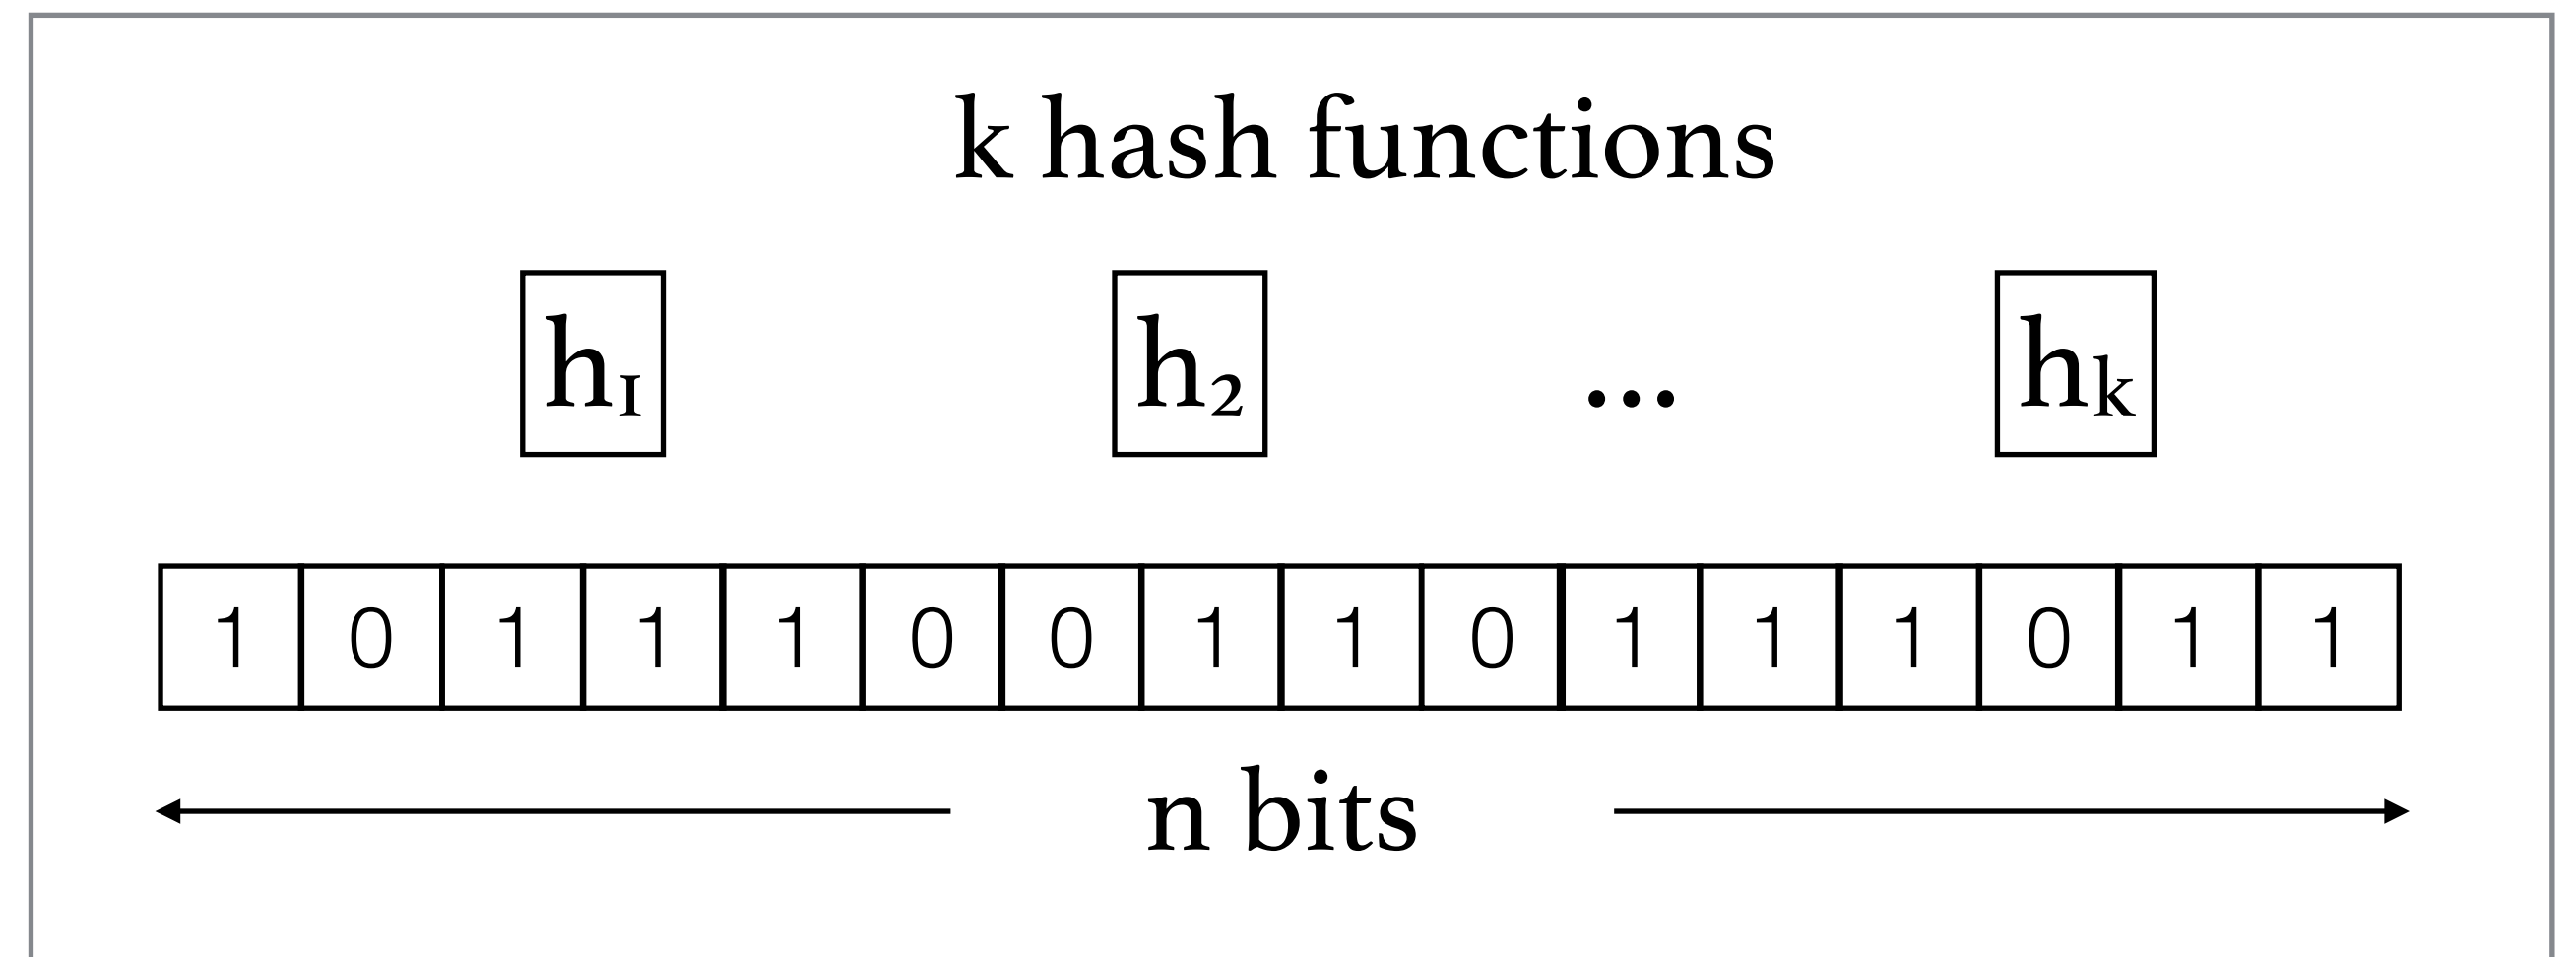 k hash functions
h₁ h₂ ... hₖ
1 0 1 1 1 0 0 1 1 0 1 1 1 0 1 1
n bits